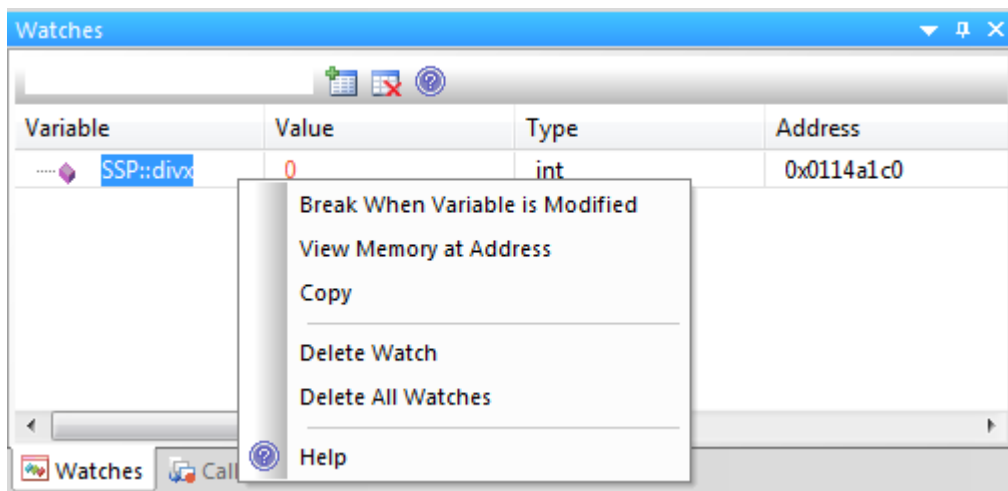 Watches
Variable Value Type Address
SSP::divx 0 int 0x0114a1c0
Break When Variable is Modified
View Memory at Address
Copy
Delete Watch
Delete All Watches
Help
Watches Call